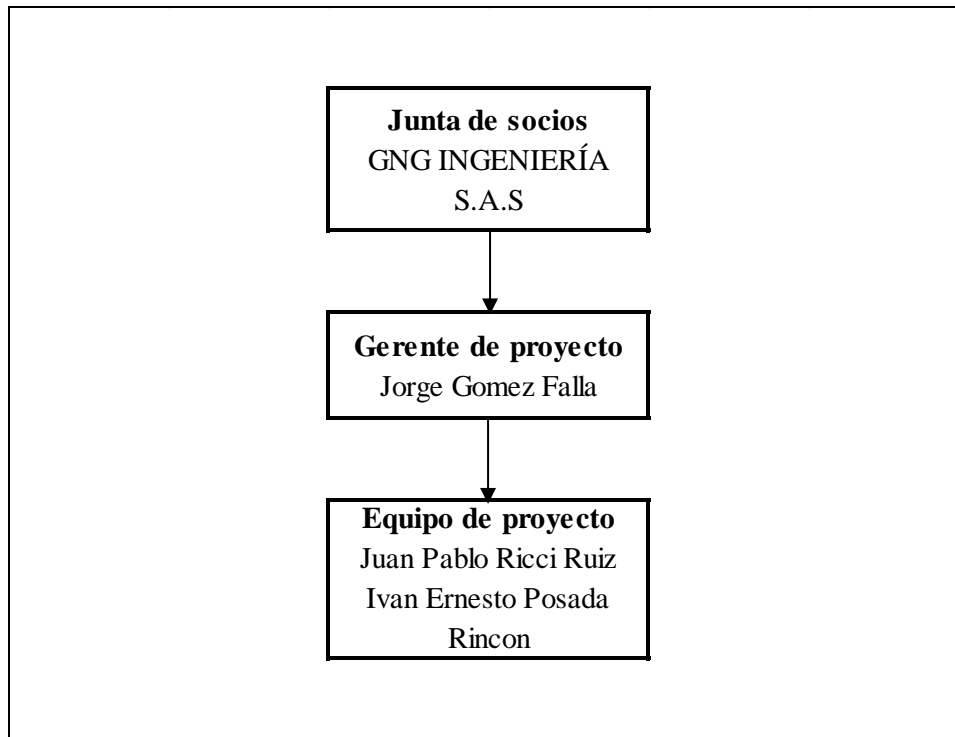 Junta de socios
GNG INGENIERÍA
S.A.S
Gerente de proyecto
Jorge Gomez Falla
Equipo de proyecto
Juan Pablo Ricci Ruiz
Ivan Ernesto Posada
Rincon